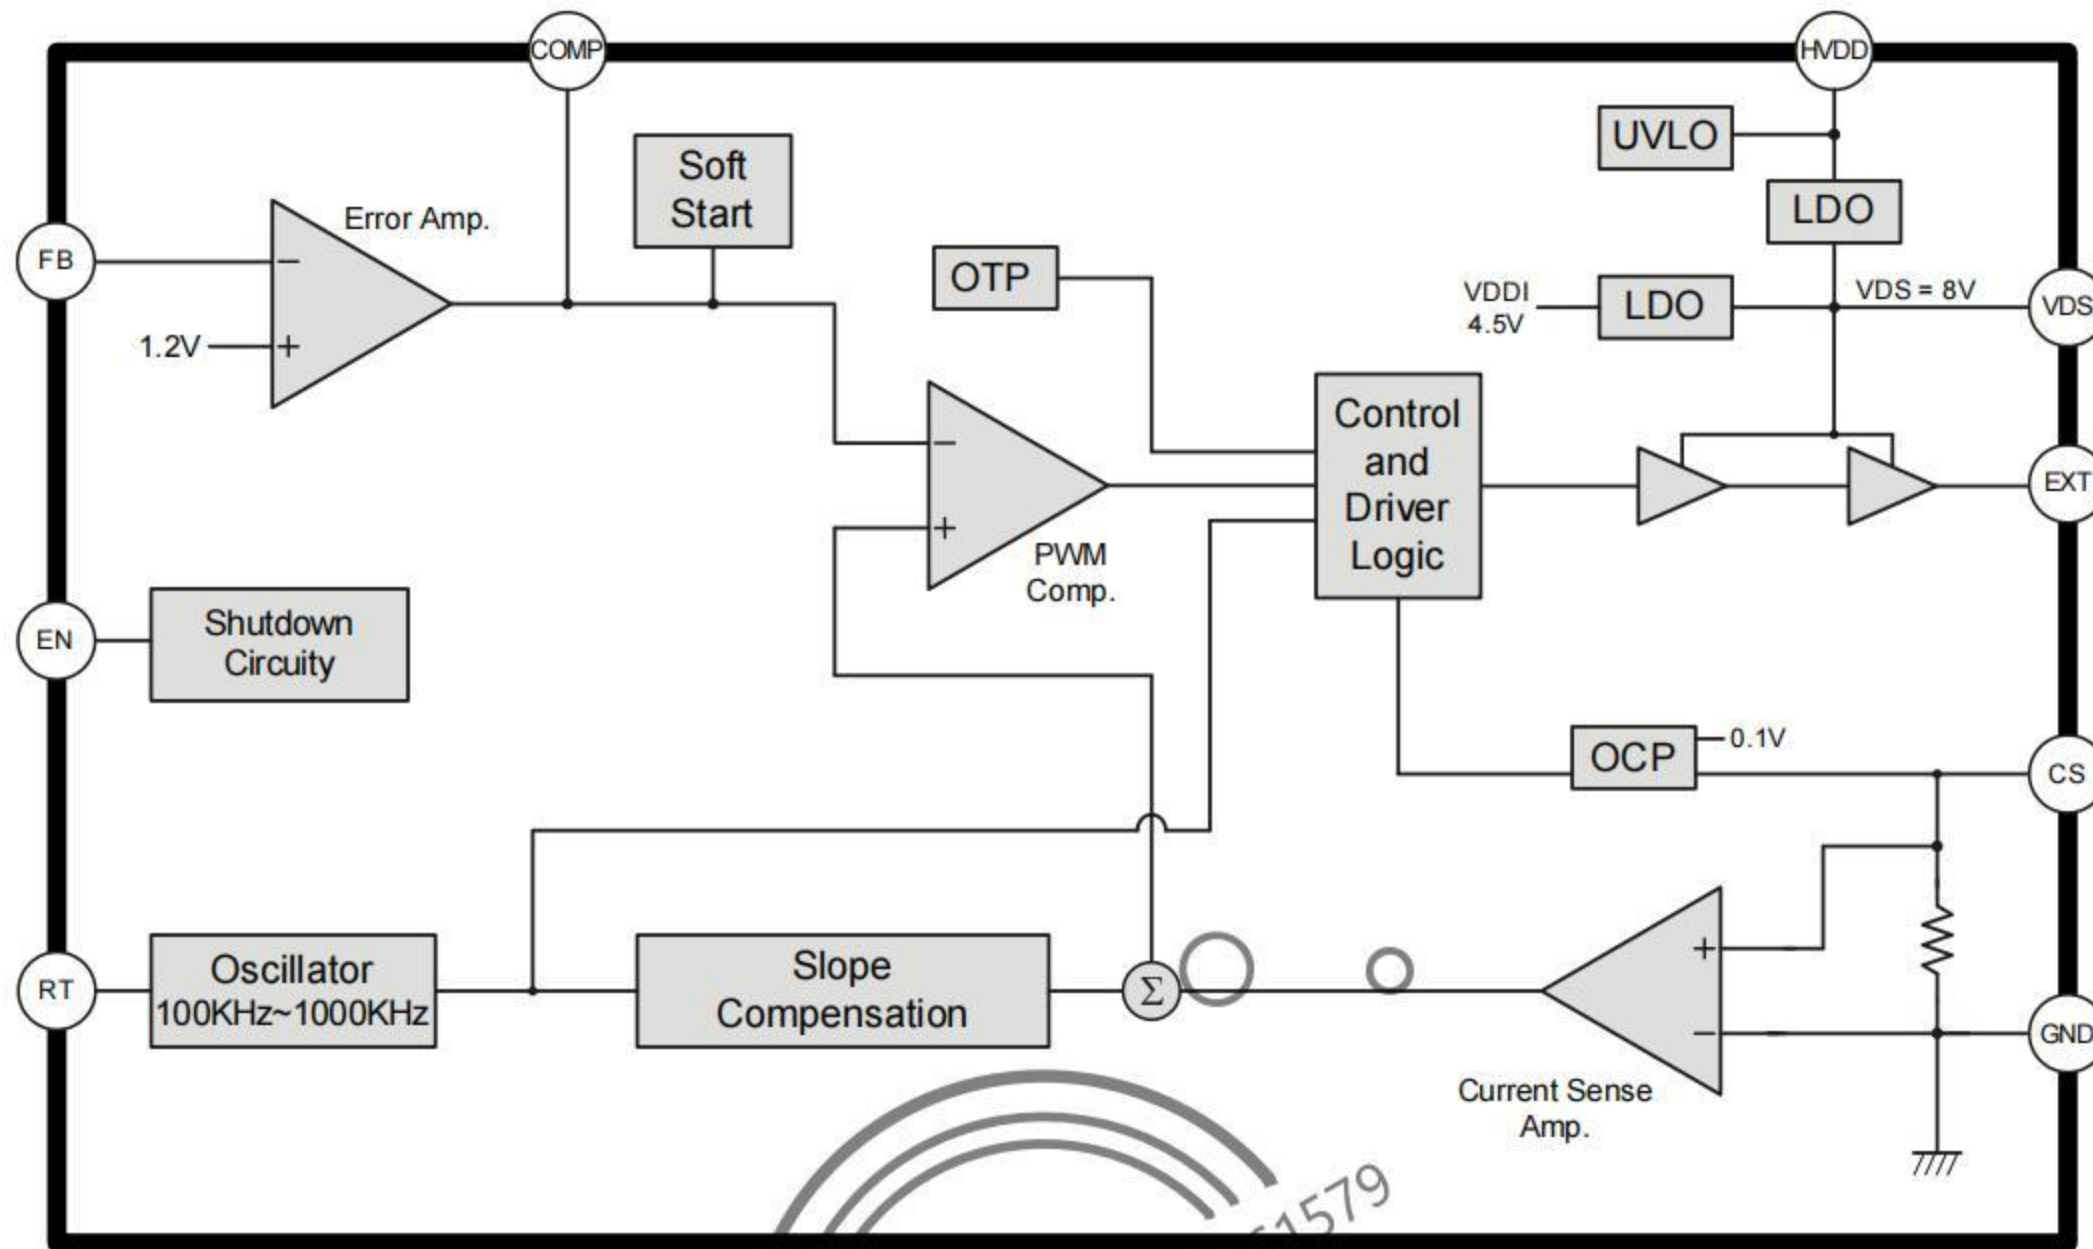 COMP
HVDD
UVLO
Soft
Start
LDO
Error Amp.
FB
−
OTP
VDDI
4.5V
LDO
VDS = 8V
VDS
1.2V
+
Control
and
Driver
Logic
−
+
EXT
PWM
Comp.
EN
Shutdown
Circuity
OCP
0.1V
CS
+
RT
Oscillator
100KHz~1000KHz
Slope
Compensation
Σ
−
GND
Current Sense
Amp.
1579